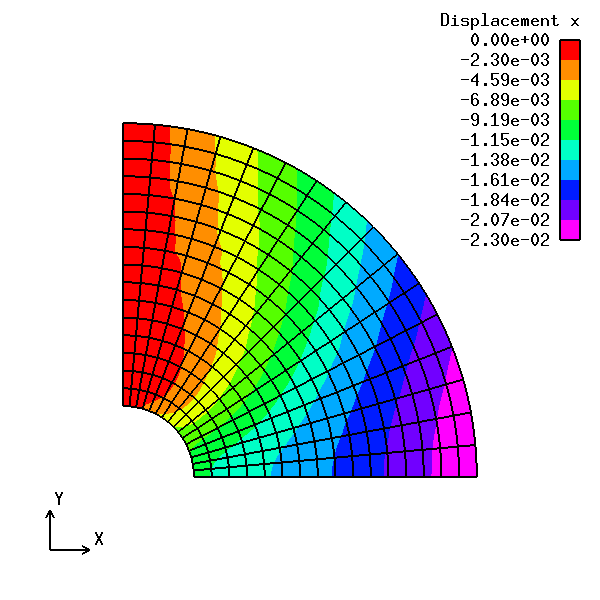 Displacement x
0.00e+00
-2.30e-03
-4.59e-03
-6.89e-03
-9.19e-03
-1.15e-02
-1.38e-02
-1.61e-02
-1.84e-02
-2.07e-02
-2.30e-02
Y
X